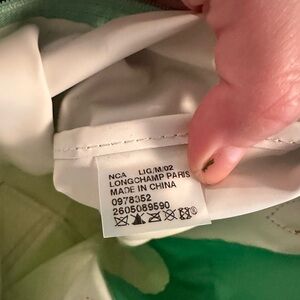 NCA LIG/M/02
LONGCHAMP PARIS
MADE IN CHINA
0978352
2605089590